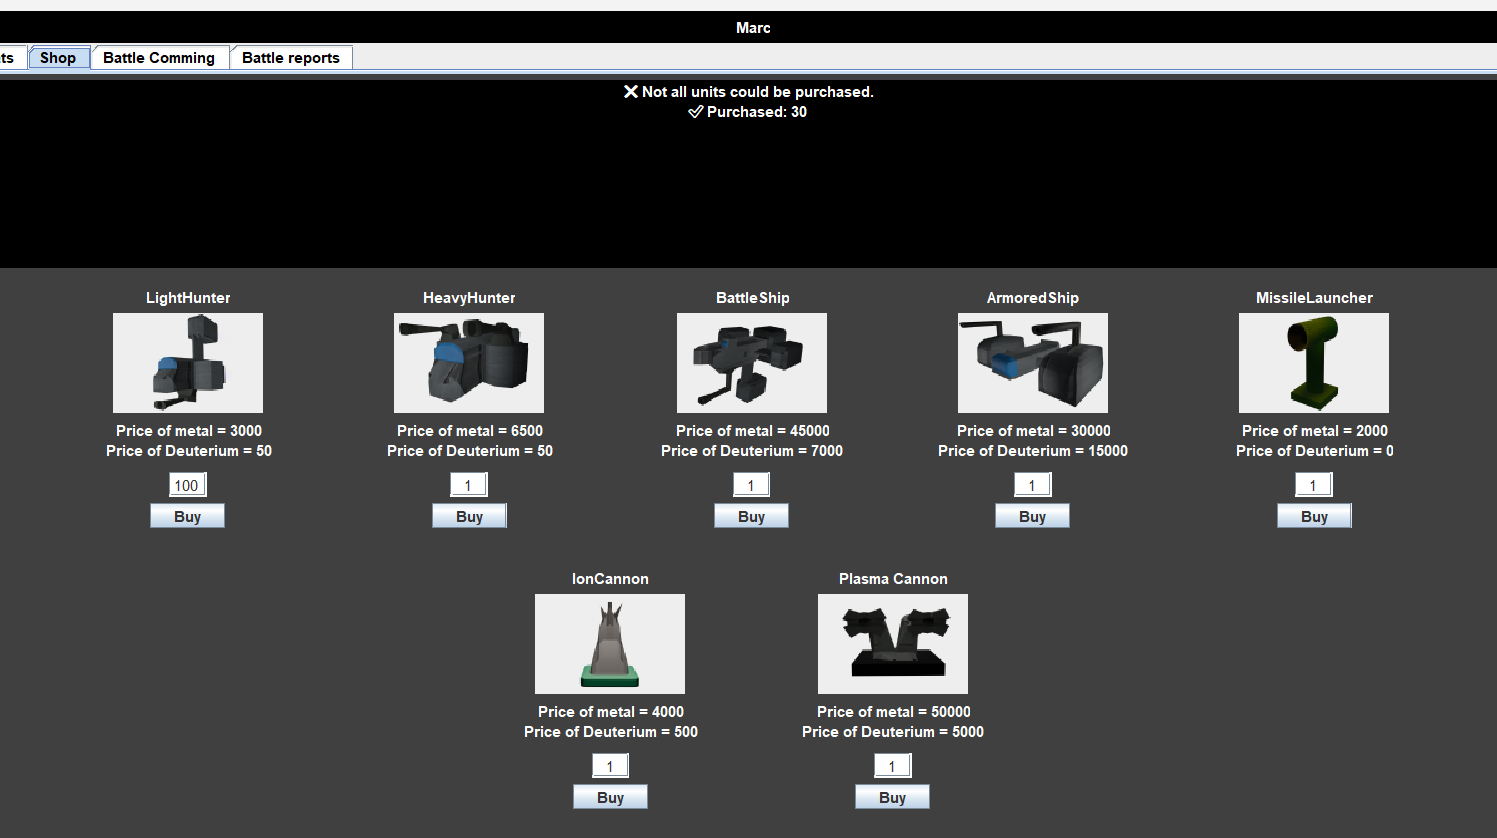 Marc
ts
Shop
Battle Comming
Battle reports
Not all units could be purchased.
Purchased: 30
LightHunter
HeavyHunter
BattleShip
ArmoredShip
MissileLauncher
Price of metal = 3000
Price of metal = 6500
Price of metal = 45000
Price of metal = 30000
Price of metal = 2000
Price of Deuterium = 50
Price of Deuterium = 50
Price of Deuterium = 7000
Price of Deuterium = 15000
Price of Deuterium = 0
100
1
1
1
1
Buy
Buy
Buy
Buy
Buy
IonCannon
Plasma Cannon
Price of metal = 4000
Price of metal = 50000
Price of Deuterium = 500
Price of Deuterium = 5000
1
1
Buy
Buy